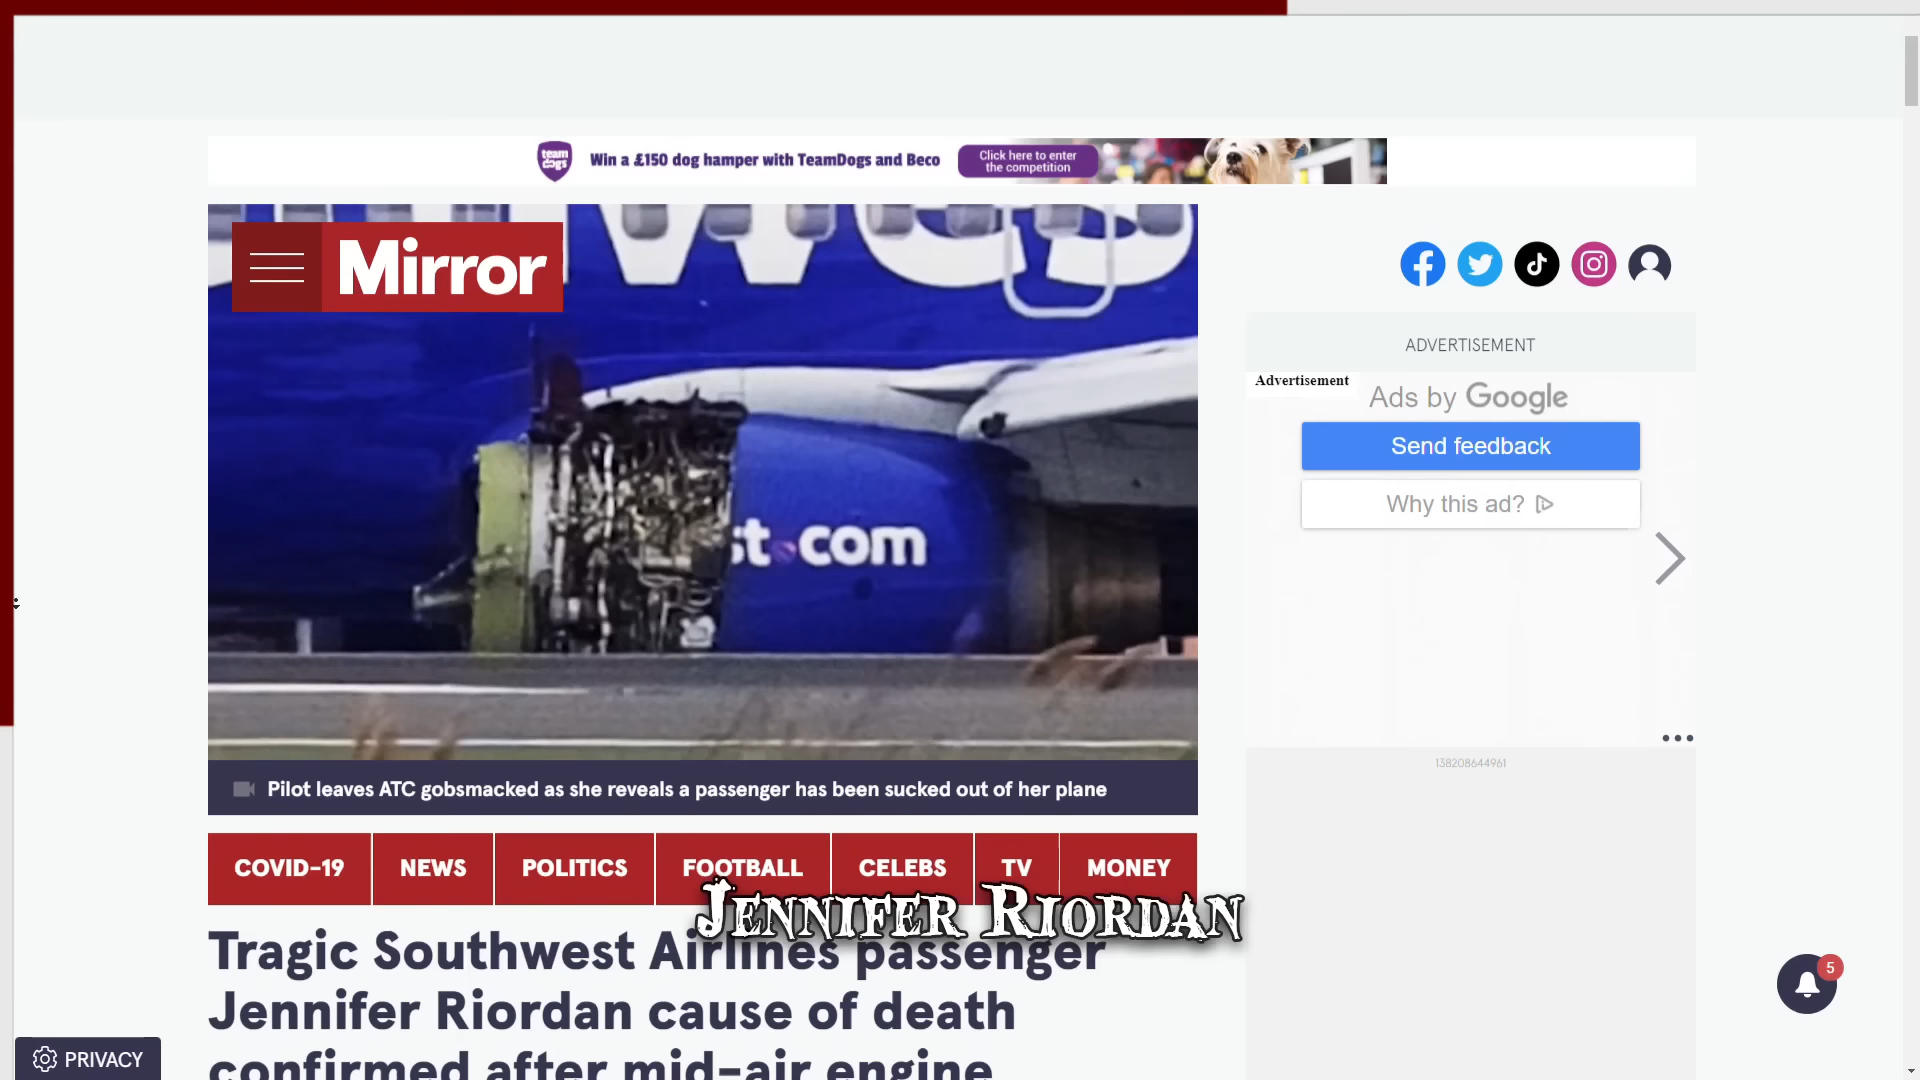 team
dogs
Win a £150 dog hamper with TeamDogs and Beco
Click here to enter
the competition
Mirror
st.com
ADVERTISEMENT
Advertisement
Ads by Google
Send feedback
Why this ad?
138208644961
Pilot leaves ATC gobsmacked as she reveals a passenger has been sucked out of her plane
COVID-19
NEWS
POLITICS
FOOTBALL
CELEBS
TV
MONEY
Jennifer Riordan
Tragic Southwest Airlines passenger
Jennifer Riordan cause of death
confirmed after mid-air engine
5
PRIVACY